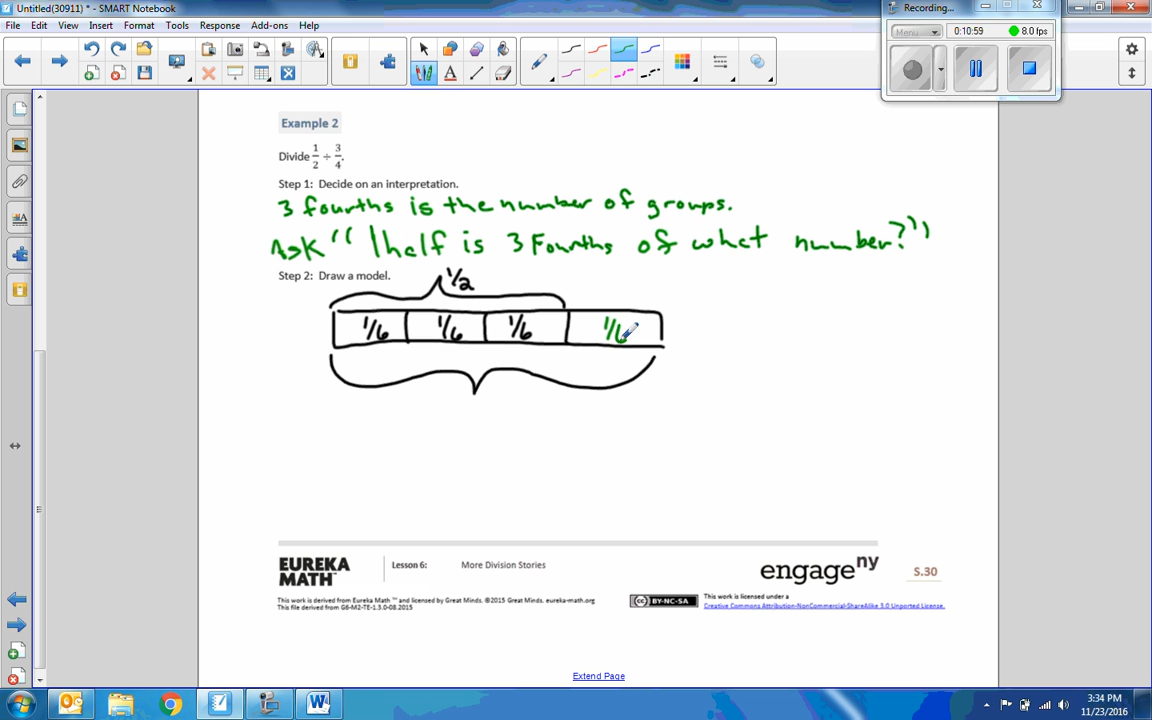 Untitled(30911) * - SMART Notebook
Recording...
File Edit View Insert Format Tools Response Add-ons Help
Menu 0:10:59 8.0 fps
Example 2
Divide 1/2 ÷ 3/4.
Step 1: Decide on an interpretation.
3 fourths is the number of groups.
Ask "1half is 3 Fourths of what number?"
Step 2: Draw a model.
1/2
1/6 1/6 1/6 1/6
EUREKA MATH™ Lesson 6: More Division Stories engage ny S.30
This work is derived from Eureka Math ™ and licensed by Great Minds. ©2015 Great Minds. eureka-math.org
This file derived from G6-M2-TE-1.3.0-08.2015
CC BY-NC-SA
This work is licensed under a
Creative Commons Attribution-NonCommercial-ShareAlike 3.0 Unported License.
Extend Page
3:34 PM
11/23/2016